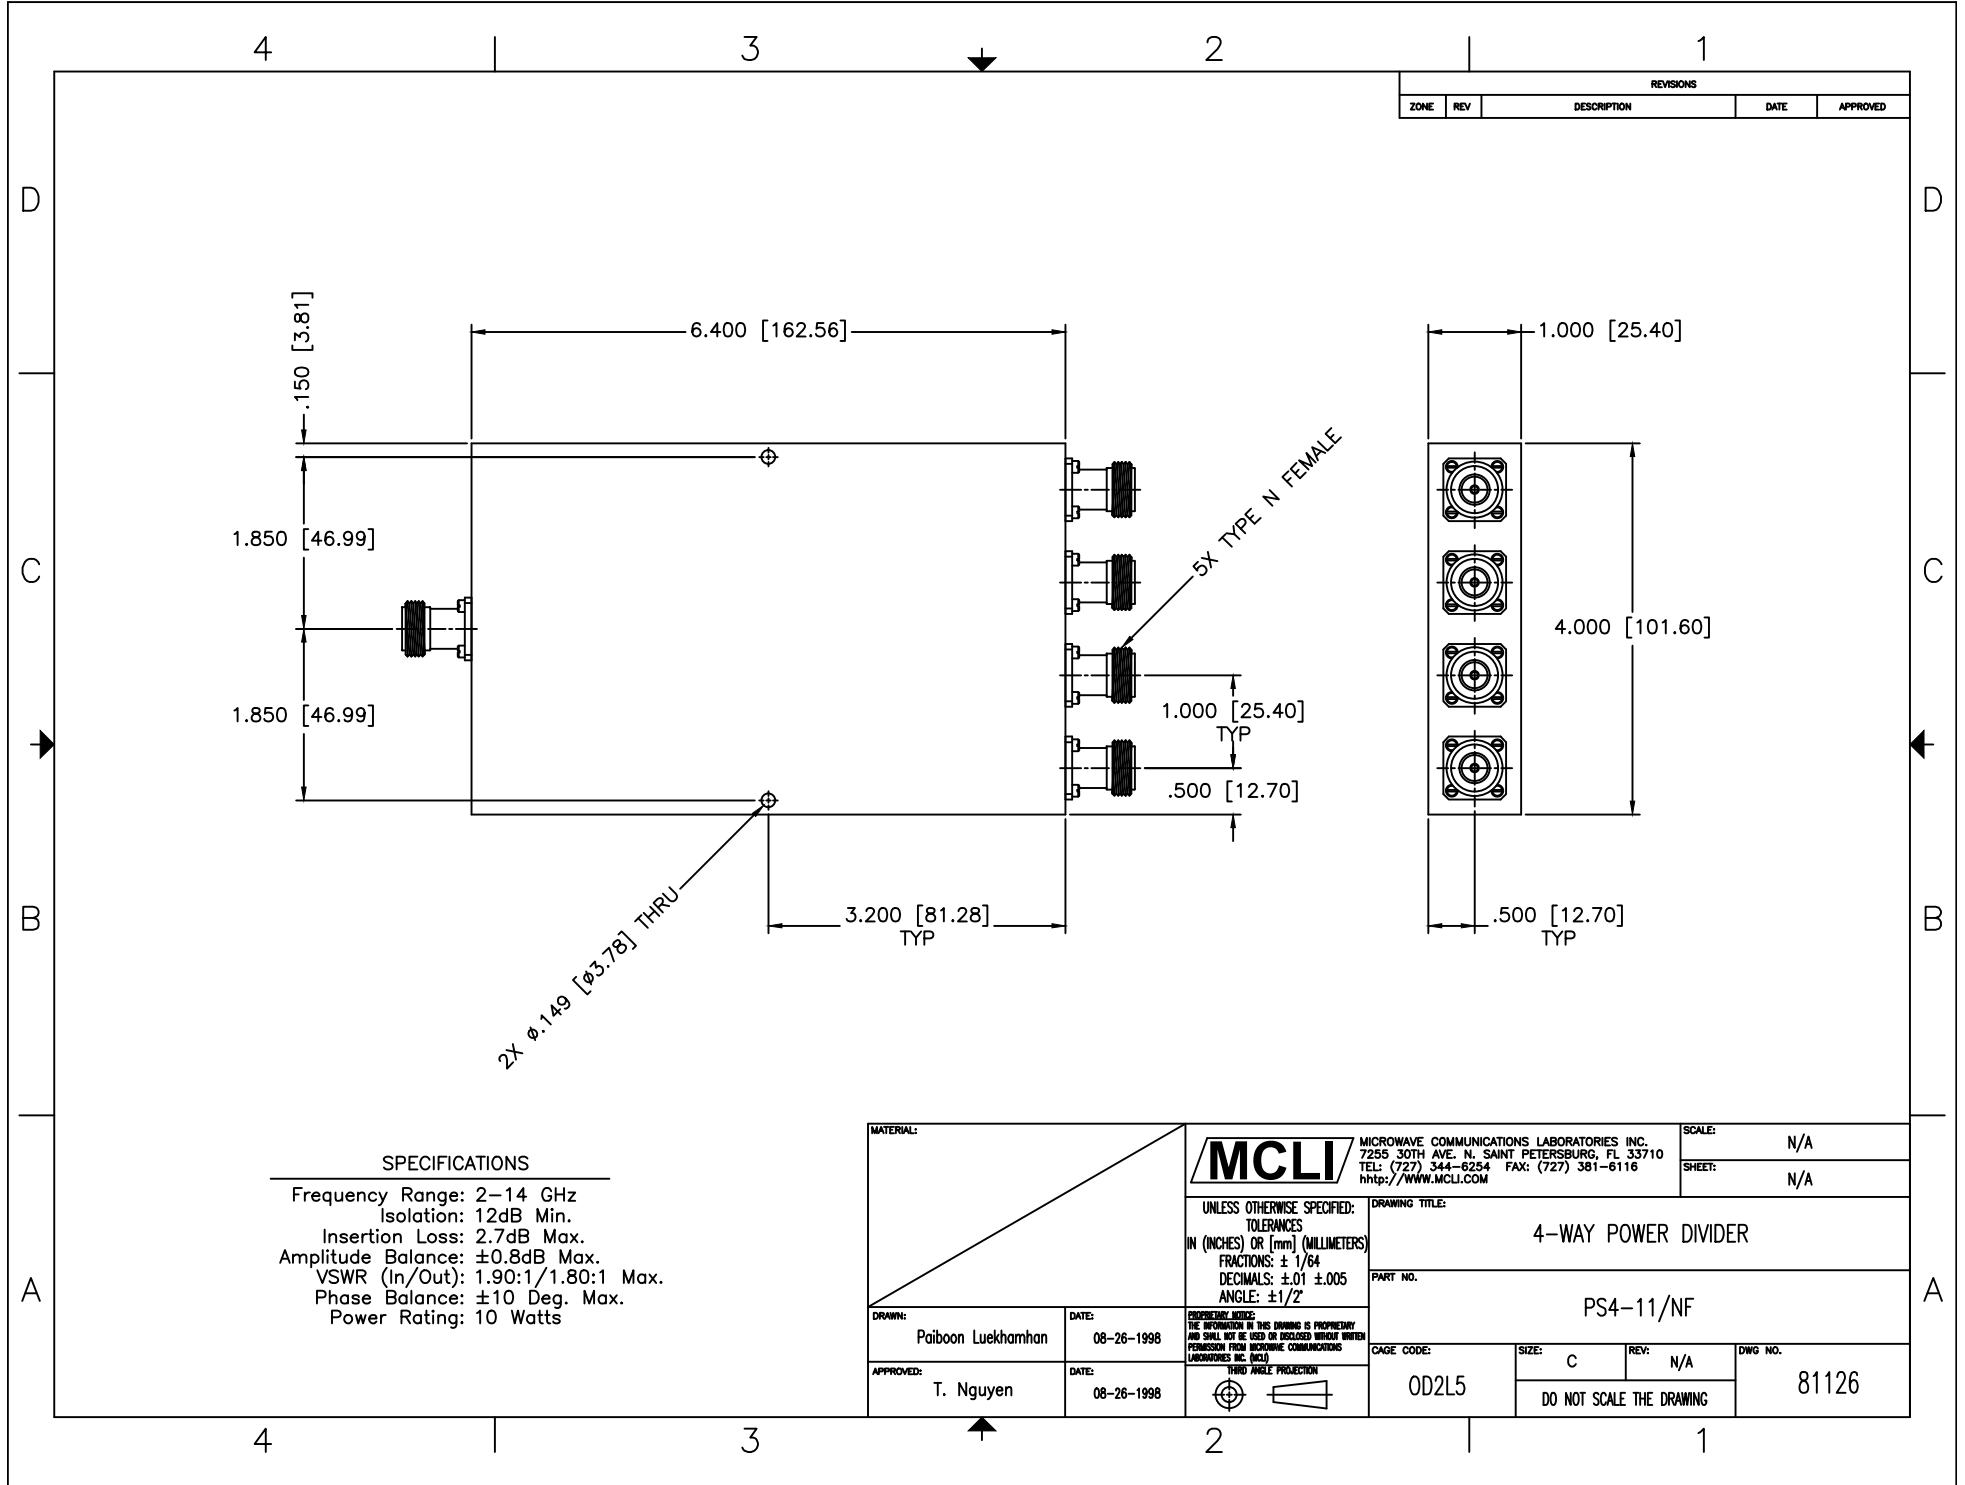 4 3 2 1
REVISIONS
ZONE REV DESCRIPTION DATE APPROVED
D D
.150 [3.81]
6.400 [162.56]
1.000 [25.40]
5X TYPE N FEMALE
1.850 [46.99]
C C
4.000 [101.60]
1.850 [46.99]
1.000 [25.40]
TYP
.500 [12.70]
2X ø.149 [ø3.78] THRU
3.200 [81.28]
TYP
.500 [12.70]
TYP
B B
SPECIFICATIONS
Frequency Range: 2-14 GHz
Isolation: 12dB Min.
Insertion Loss: 2.7dB Max.
Amplitude Balance: ±0.8dB Max.
VSWR (In/Out): 1.90:1/1.80:1 Max.
Phase Balance: ±10 Deg. Max.
Power Rating: 10 Watts
A A
MATERIAL:
MCLI
MICROWAVE COMMUNICATIONS LABORATORIES INC.
7255 30TH AVE. N. SAINT PETERSBURG, FL 33710
TEL: (727) 344-6254 FAX: (727) 381-6116
hhtp://WWW.MCLI.COM
SCALE: N/A
SHEET: N/A
UNLESS OTHERWISE SPECIFIED:
TOLERANCES
IN (INCHES) OR [mm] (MILLIMETERS)
FRACTIONS: ± 1/64
DECIMALS: ±.01 ±.005
ANGLE: ±1/2°
DRAWING TITLE:
4-WAY POWER DIVIDER
PART NO.
PS4-11/NF
DRAWN:
Paiboon Luekhamhan
DATE:
08-26-1998
PROPRIETARY NOTICE:
THE INFORMATION IN THIS DRAWING IS PROPRIETARY
AND SHALL NOT BE USED OR DISCLOSED WITHOUT WRITTEN
PERMISSION FROM MICROWAVE COMMUNICATIONS
LABORATORIES INC. (MCLI)
APPROVED:
T. Nguyen
DATE:
08-26-1998
THIRD ANGLE PROJECTION
CAGE CODE:
OD2L5
SIZE: C
REV: N/A
DO NOT SCALE THE DRAWING
DWG NO.
81126
4 3 2 1